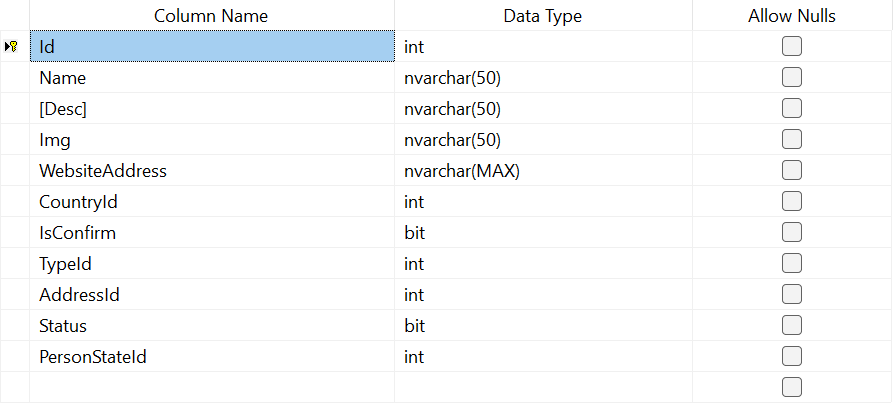 Column Name Data Type Allow Nulls
Id int
Name nvarchar(50)
[Desc] nvarchar(50)
Img nvarchar(50)
WebsiteAddress nvarchar(MAX)
CountryId int
IsConfirm bit
TypeId int
AddressId int
Status bit
PersonStateId int